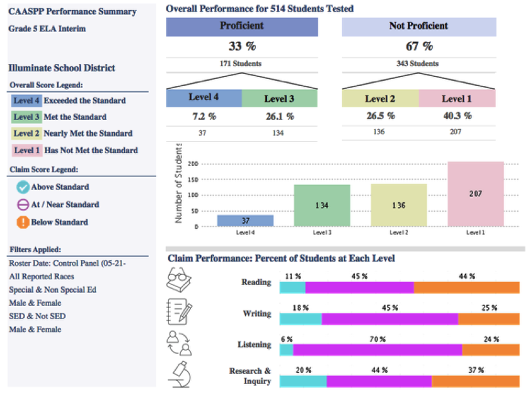 CAASPP Performance Summary
Grade 5 ELA Interim
Illuminate School District
Overall Score Legend:
Level 4 Exceeded the Standard
Level 3 Met the Standard
Level 2 Nearly Met the Standard
Level 1 Has Not Met the Standard
Claim Score Legend:
Above Standard
At / Near Standard
Below Standard
Filters Applied:
Roster Date: Control Panel (05-21-
All Reported Races
Special & Non Special Ed
Male & Female
SED & Not SED
Male & Female
Overall Performance for 514 Students Tested
Proficient Not Proficient
33 % 67 %
171 Students 343 Students
Level 4 Level 3 Level 2 Level 1
7.2 % 26.1 % 26.5 % 40.3 %
37 134 136 207
Number of Students
200
150
100
50
0
37 134 136 207
Level 4 Level 3 Level 2 Level 1
Claim Performance: Percent of Students at Each Level
Reading 11 % 45 % 44 %
Writing 18 % 45 % 25 %
Listening 6 % 70 % 24 %
Research & Inquiry 20 % 44 % 37 %